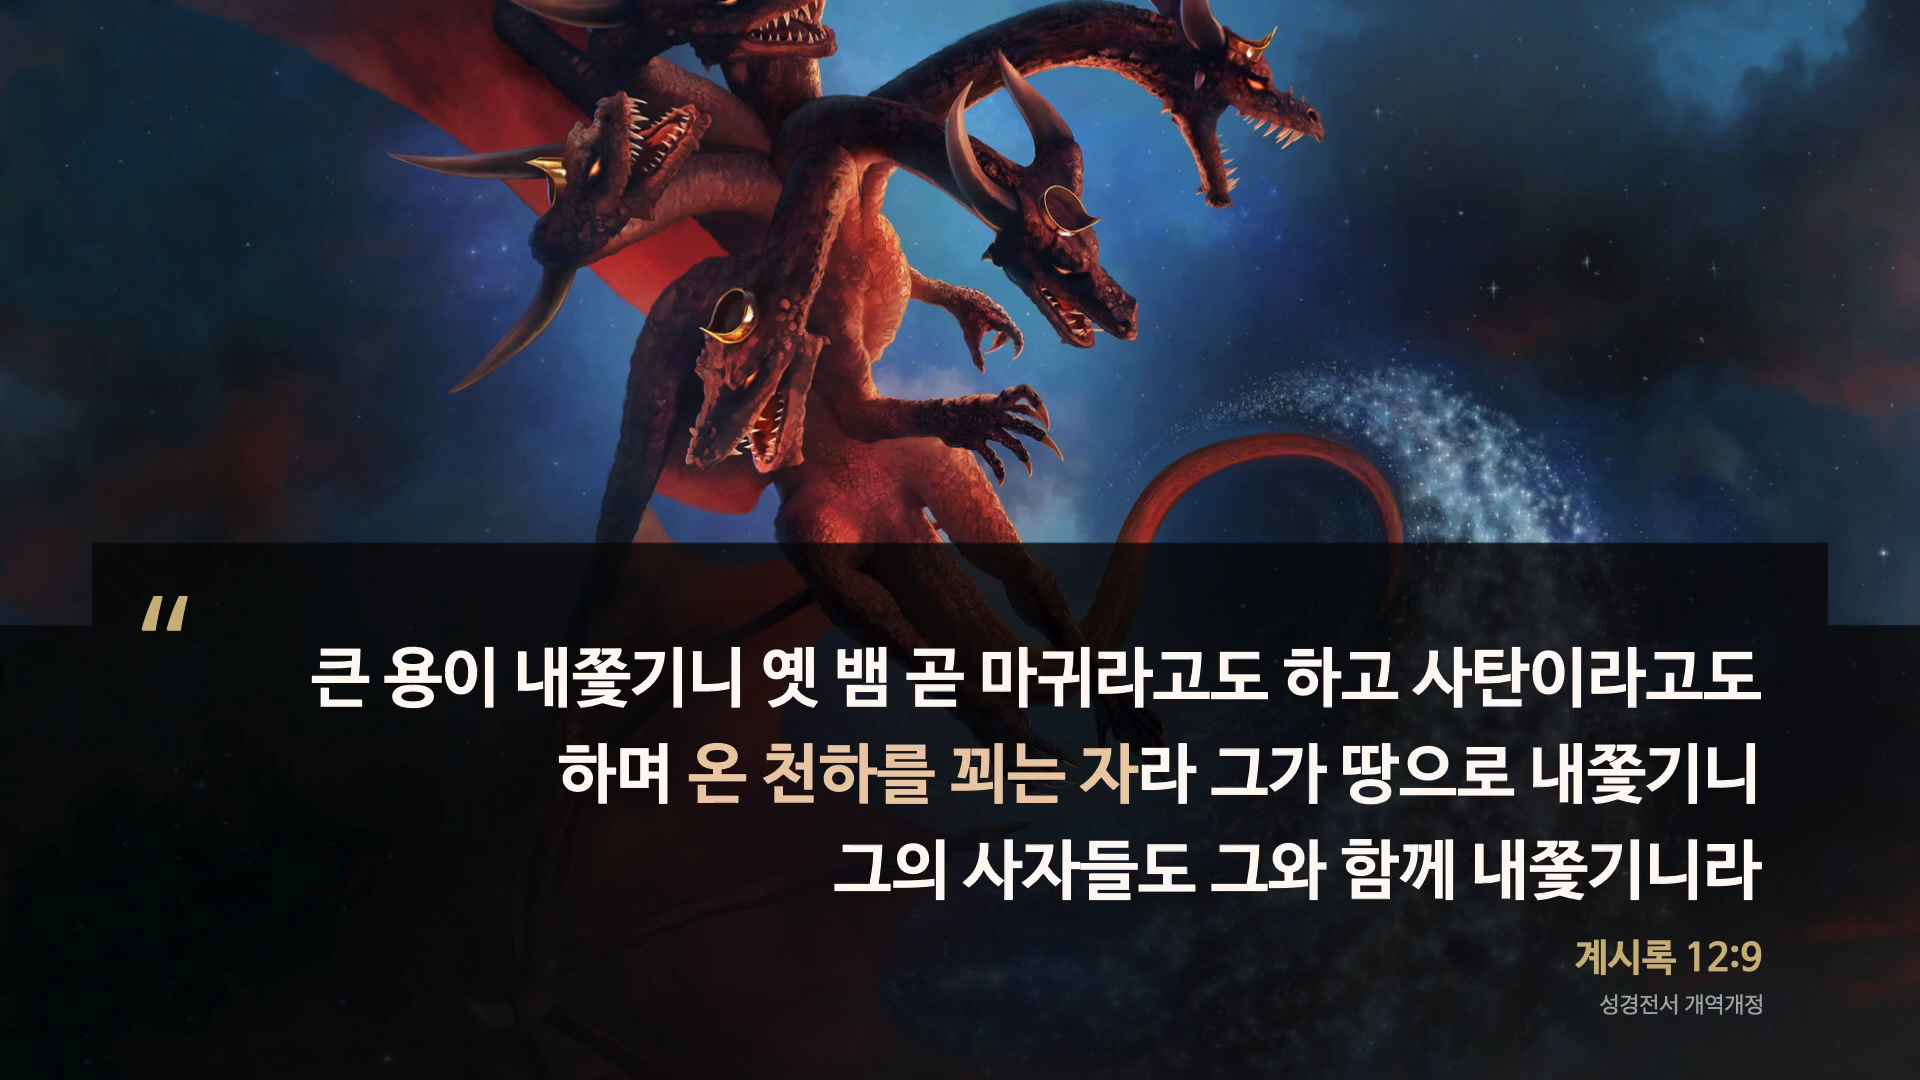 “
큰 용이 내쫓기니 옛 뱀 곧 마귀라고도 하고 사탄이라고도
하며 온 천하를 꾀는 자라 그가 땅으로 내쫓기니
그의 사자들도 그와 함께 내쫓기니라
계시록 12:9
성경전서 개역개정